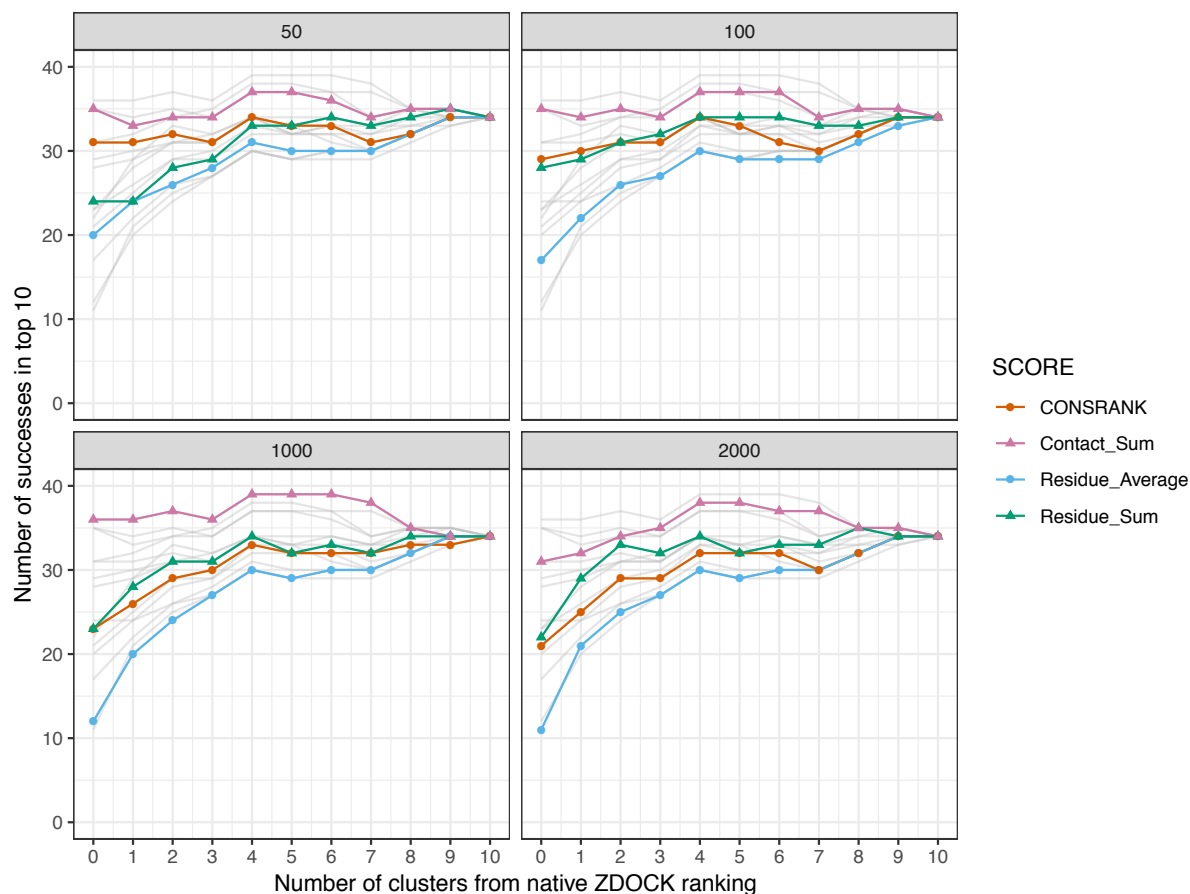 50
100
40
30
20
10
0
1000
2000
40
30
20
10
0
0 1 2 3 4 5 6 7 8 9 10
0 1 2 3 4 5 6 7 8 9 10
Number of successes in top 10
Number of clusters from native ZDOCK ranking
SCORE
CONSRANK
Contact_Sum
Residue_Average
Residue_Sum